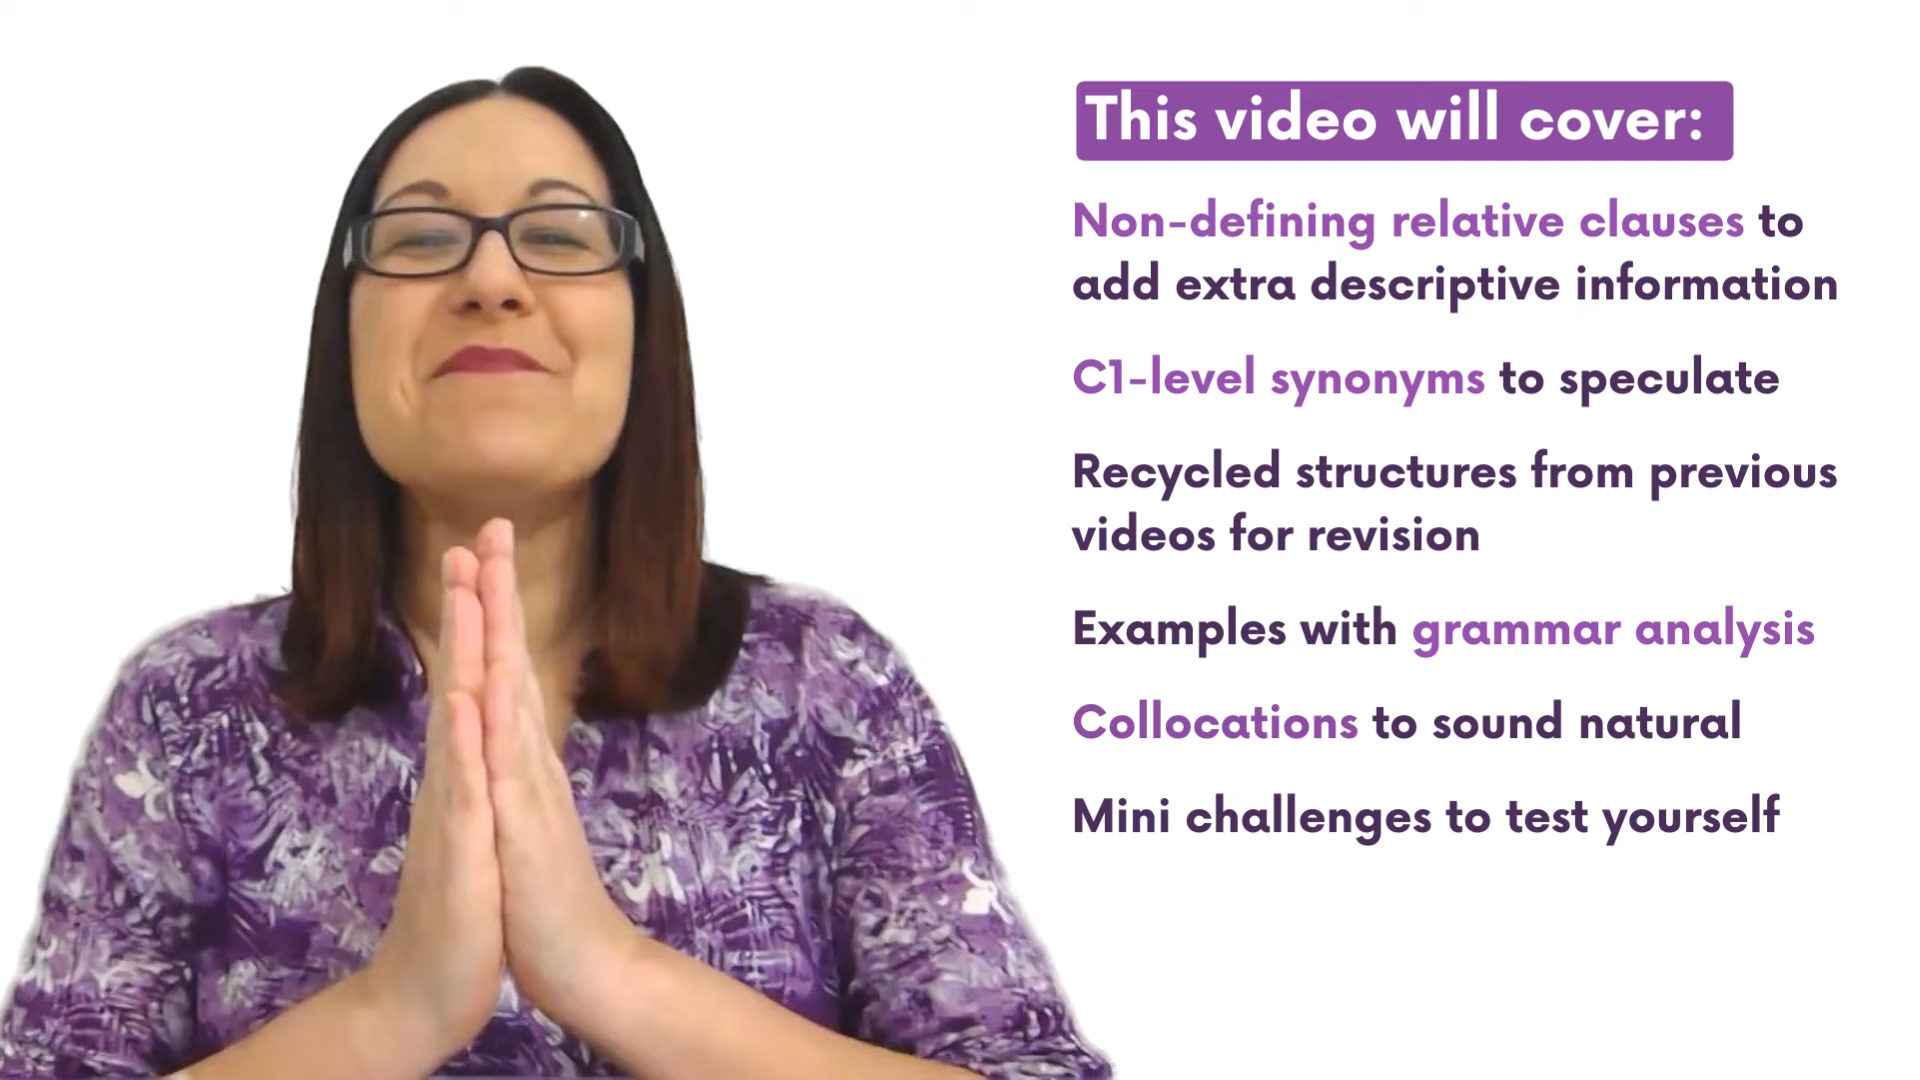 This video will cover:
Non-defining relative clauses to
add extra descriptive information
C1-level synonyms to speculate
Recycled structures from previous
videos for revision
Examples with grammar analysis
Collocations to sound natural
Mini challenges to test yourself